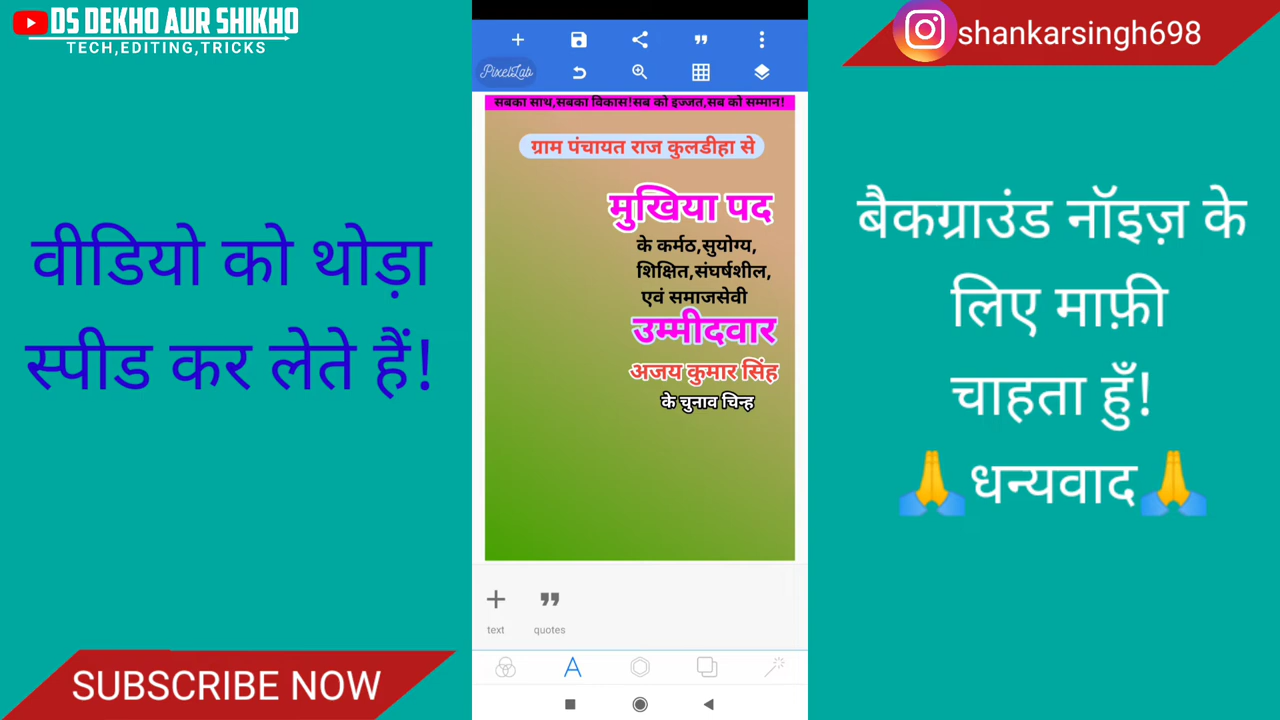 DS DEKHO AUR SHIKHO
TECH,EDITING,TRICKS
shankarsingh698
PixelLab
सबका साथ,सबका विकास!सब को इज्जत,सब को सम्मान!
ग्राम पंचायत राज कुलडीहा से
मुखिया पद
के कर्मठ,सुयोग्य,
शिक्षित,संघर्षशील,
एवं समाजसेवी
उम्मीदवार
अजय कुमार सिंह
के चुनाव चिन्ह
text
quotes
वीडियो को थोड़ा
स्पीड कर लेते हैं!
बैकग्राउंड नॉइज़ के
लिए माफ़ी
चाहता हुँ!
🙏धन्यवाद🙏
SUBSCRIBE NOW